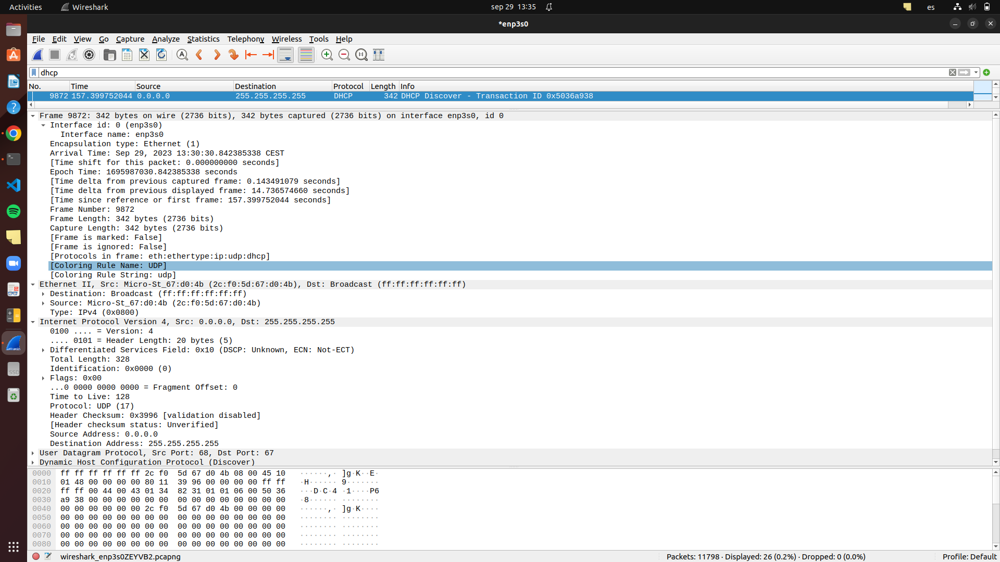 Activities Wireshark sep 29 13:35 es
*enp3s0
File Edit View Go Capture Analyze Statistics Telephony Wireless Tools Help
dhcp
No. Time Source Destination Protocol Length Info
9872 157.399752044 0.0.0.0 255.255.255.255 DHCP 342 DHCP Discover - Transaction ID 0x5036a938
Frame 9872: 342 bytes on wire (2736 bits), 342 bytes captured (2736 bits) on interface enp3s0, id 0
Interface id: 0 (enp3s0)
Interface name: enp3s0
Encapsulation type: Ethernet (1)
Arrival Time: Sep 29, 2023 13:30:30.842385338 CEST
[Time shift for this packet: 0.000000000 seconds]
Epoch Time: 1695987030.842385338 seconds
[Time delta from previous captured frame: 0.143491079 seconds]
[Time delta from previous displayed frame: 14.736574660 seconds]
[Time since reference or first frame: 157.399752044 seconds]
Frame Number: 9872
Frame Length: 342 bytes (2736 bits)
Capture Length: 342 bytes (2736 bits)
[Frame is marked: False]
[Frame is ignored: False]
[Protocols in frame: eth:ethertype:ip:udp:dhcp]
[Coloring Rule Name: UDP]
[Coloring Rule String: udp]
Ethernet II, Src: Micro-St_67:d0:4b (2c:f0:5d:67:d0:4b), Dst: Broadcast (ff:ff:ff:ff:ff:ff)
Destination: Broadcast (ff:ff:ff:ff:ff:ff)
Source: Micro-St_67:d0:4b (2c:f0:5d:67:d0:4b)
Type: IPv4 (0x0800)
Internet Protocol Version 4, Src: 0.0.0.0, Dst: 255.255.255.255
0100 .... = Version: 4
.... 0101 = Header Length: 20 bytes (5)
Differentiated Services Field: 0x10 (DSCP: Unknown, ECN: Not-ECT)
Total Length: 328
Identification: 0x0000 (0)
Flags: 0x00
...0 0000 0000 0000 = Fragment Offset: 0
Time to Live: 128
Protocol: UDP (17)
Header Checksum: 0x3996 [validation disabled]
[Header checksum status: Unverified]
Source Address: 0.0.0.0
Destination Address: 255.255.255.255
User Datagram Protocol, Src Port: 68, Dst Port: 67
Dynamic Host Configuration Protocol (Discover)
0000 ff ff ff ff ff ff 2c f0 5d 67 d0 4b 08 00 45 10 ······,· ]g·K··E·
0010 01 48 00 00 00 00 80 11 39 96 00 00 00 00 ff ff ·H······ 9·······
0020 ff ff 00 44 00 43 01 34 82 31 01 01 06 00 50 36 ···D·C·4 ·1····P6
0030 a9 38 00 00 00 00 00 00 00 00 00 00 00 00 00 00 ·8······ ········
0040 00 00 00 00 00 00 2c f0 5d 67 d0 4b 00 00 00 00 ······,· ]g·K····
0050 00 00 00 00 00 00 00 00 00 00 00 00 00 00 00 00 ········ ········
0060 00 00 00 00 00 00 00 00 00 00 00 00 00 00 00 00 ········ ········
0070 00 00 00 00 00 00 00 00 00 00 00 00 00 00 00 00 ········ ········
0080 00 00 00 00 00 00 00 00 00 00 00 00 00 00 00 00 ········ ········
wireshark_enp3s0ZEYVB2.pcapng Packets: 11798 · Displayed: 26 (0.2%) · Dropped: 0 (0.0%) Profile: Default